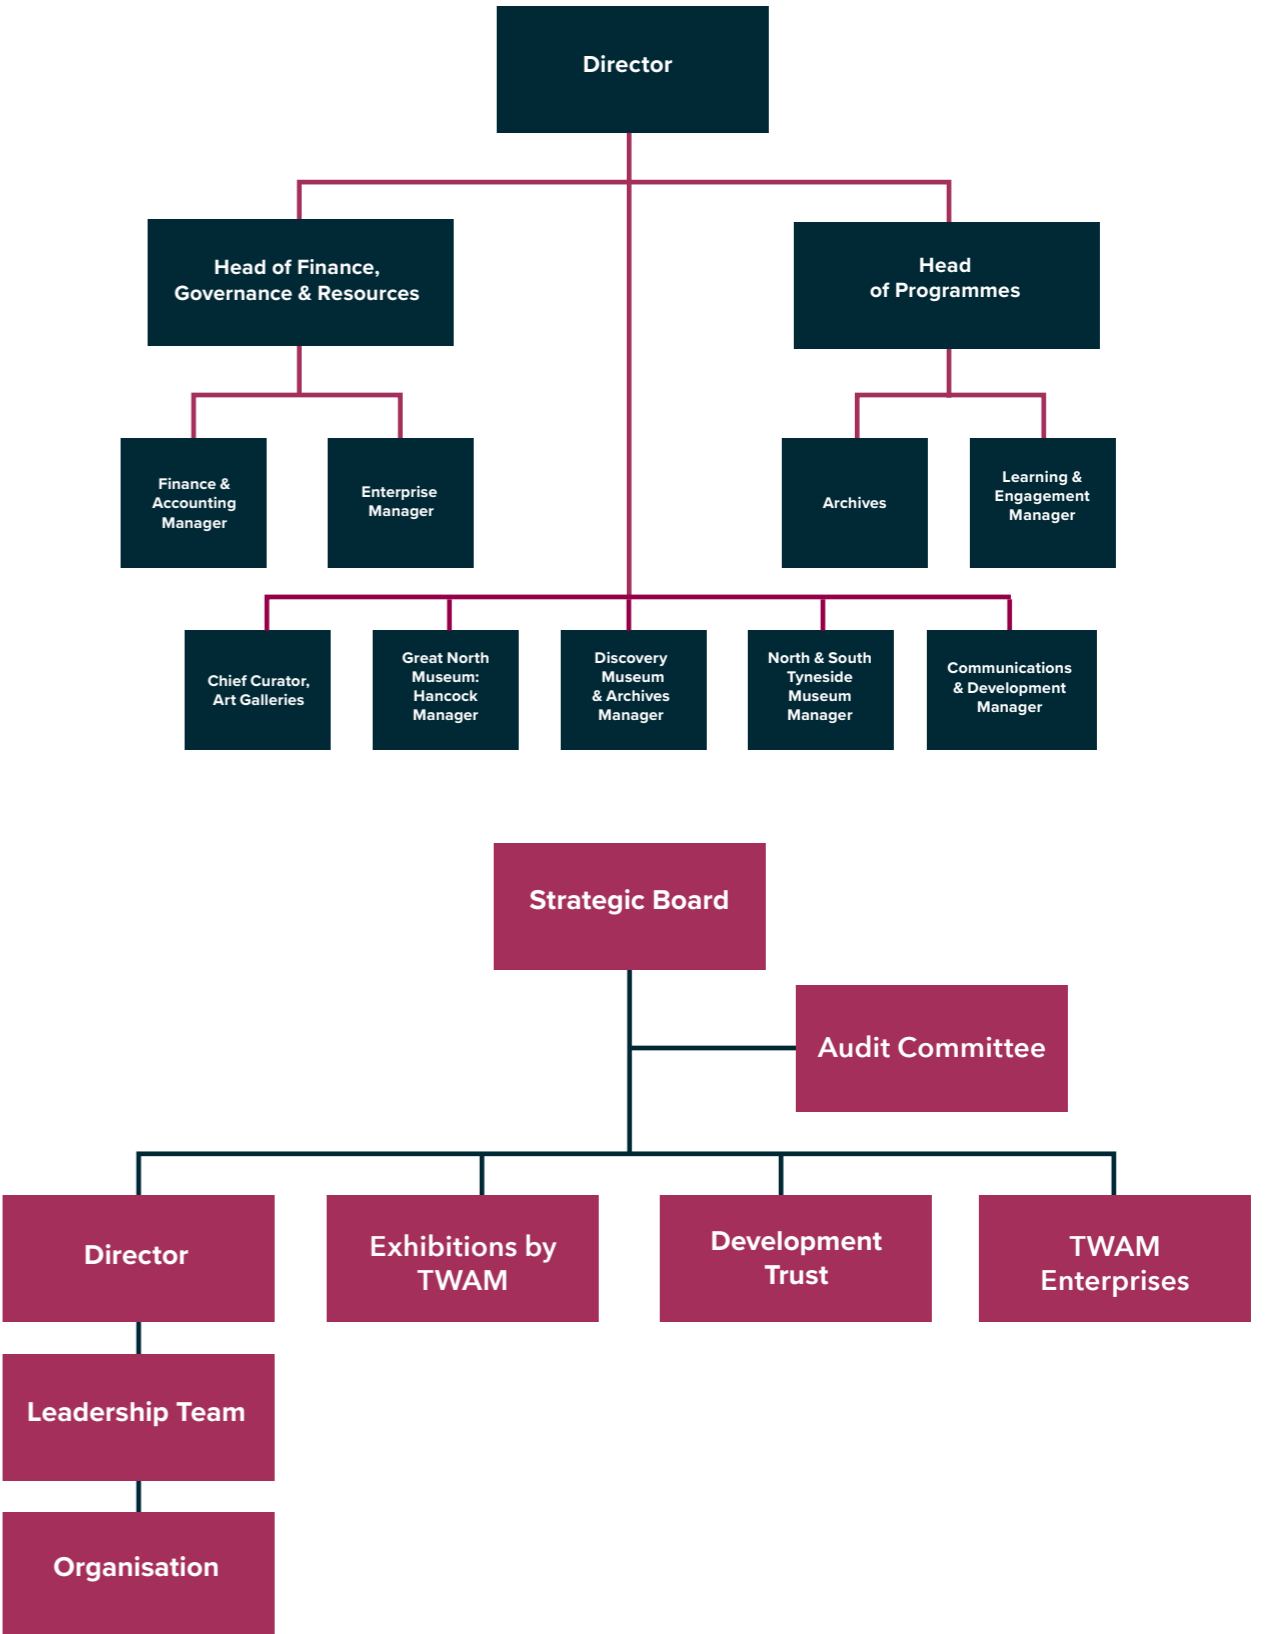 Director
Head of Finance,
Governance & Resources
Head
of Programmes
Finance &
Accounting
Manager
Enterprise
Manager
Archives
Learning &
Engagement
Manager
Chief Curator,
Art Galleries
Great North
Museum:
Hancock
Manager
Discovery
Museum
& Archives
Manager
North & South
Tyneside
Museum
Manager
Communications
& Development
Manager
Strategic Board
Audit Committee
Director
Exhibitions by
TWAM
Development
Trust
TWAM
Enterprises
Leadership Team
Organisation